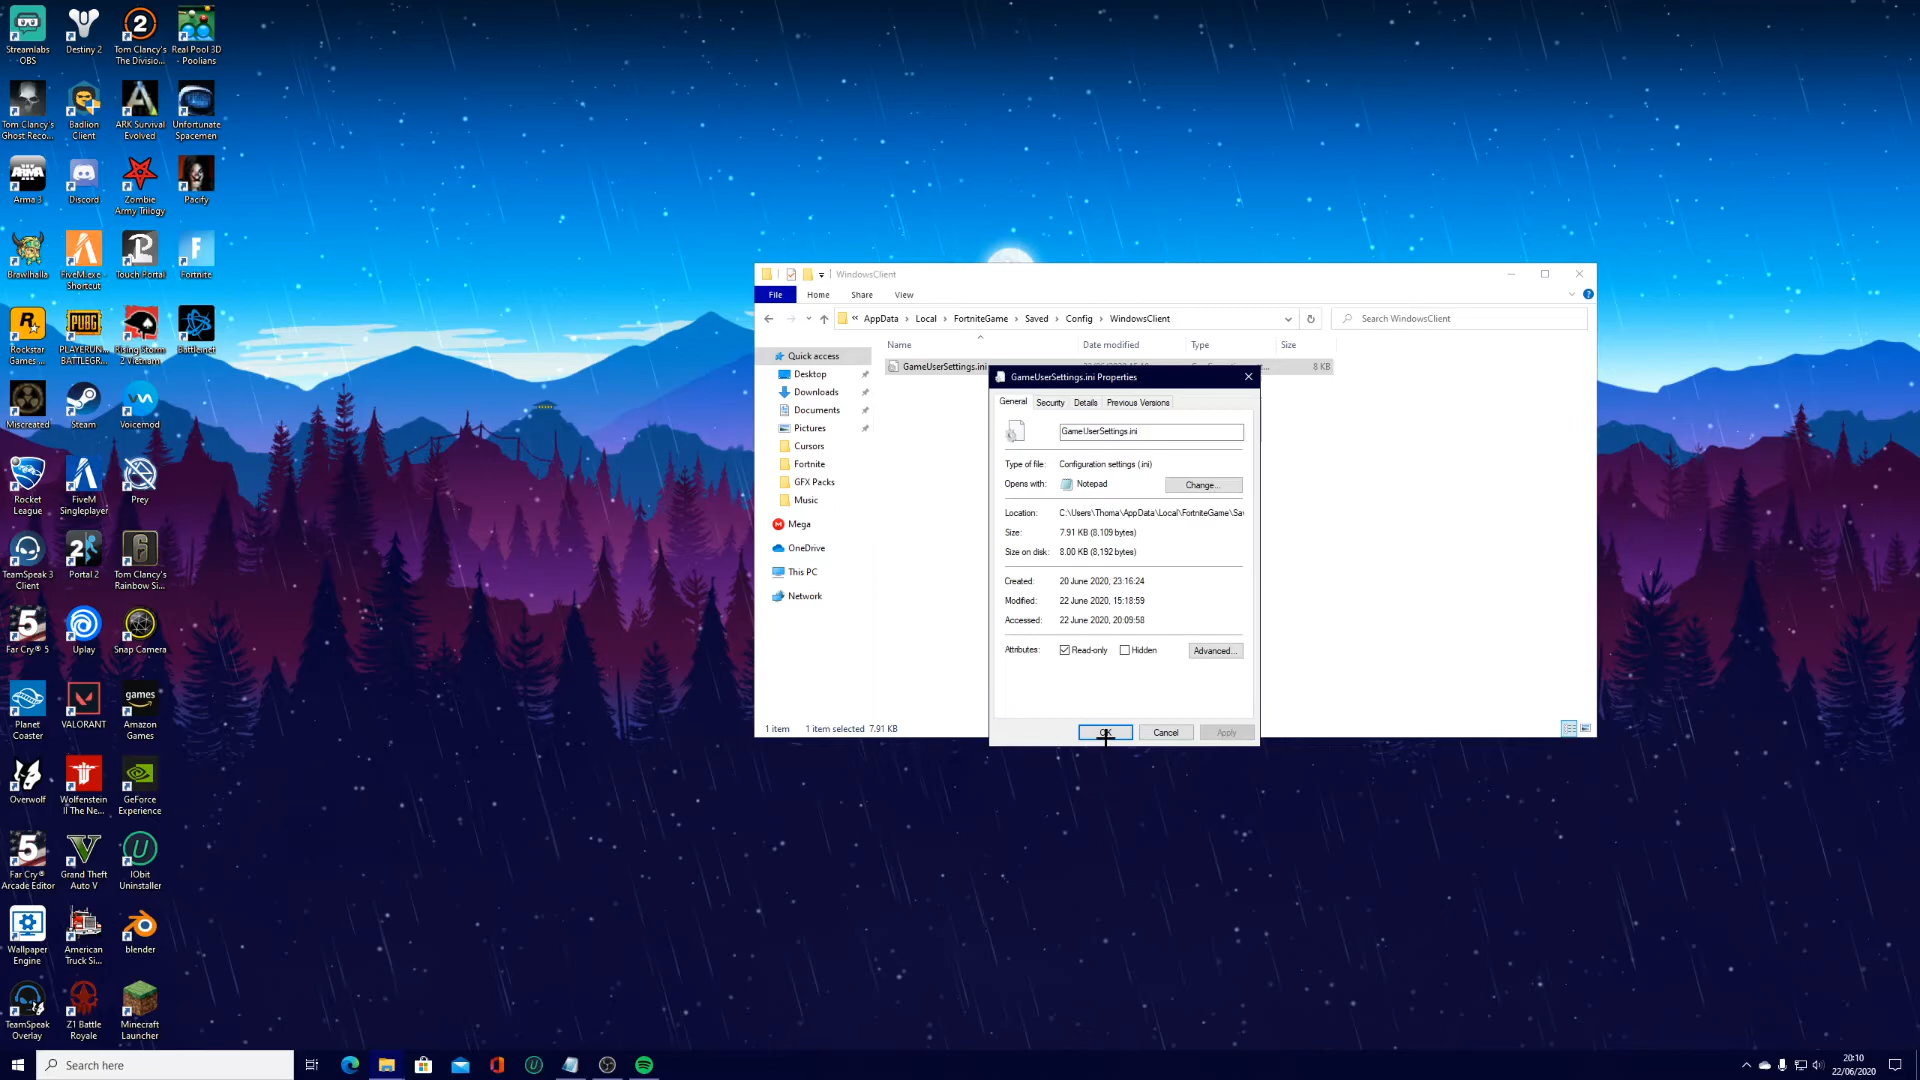 Streamlabs
OBS
Destiny 2
Tom Clancy's
The Divisio...
Real Pool 3D
- Poolians
Tom Clancy's
Ghost Reco...
Badlion
Client
ARK Survival
Evolved
Unfortunate
Spacemen
Arma 3
Discord
Zombie
Army Trilogy
Pacify
Brawlhalla
FiveM.exe -
Shortcut
Touch Portal
Fortnite
Rockstar
Games ...
PLAYERUN...
BATTLEGR...
Rising Storm
2 Vietnam
Battle.net
Miscreated
Steam
Voicemod
Rocket
League
FiveM
Singleplayer
Prey
TeamSpeak 3
Client
Portal 2
Tom Clancy's
Rainbow Si...
Far Cry® 5
Uplay
Snap Camera
Planet
Coaster
VALORANT
Amazon
Games
Overwolf
Wolfenstein
II The Ne...
GeForce
Experience
Far Cry®
Arcade Editor
Grand Theft
Auto V
IObit
Uninstaller
Wallpaper
Engine
American
Truck Si...
blender
TeamSpeak
Overlay
Z1 Battle
Royale
Minecraft
Launcher
WindowsClient
File Home Share View
« AppData › Local › FortniteGame › Saved › Config › WindowsClient
Search WindowsClient
Name Date modified Type Size
GameUserSettings.ini 8 KB
Quick access
Desktop
Downloads
Documents
Pictures
Cursors
Fortnite
GFX Packs
Music
Mega
OneDrive
This PC
Network
1 item 1 item selected 7.91 KB
GameUserSettings.ini Properties
General Security Details Previous Versions
GameUserSettings.ini
Type of file: Configuration settings (.ini)
Opens with: Notepad Change...
Location: C:\Users\Thoma\AppData\Local\FortniteGame\Sav
Size: 7.91 KB (8,109 bytes)
Size on disk: 8.00 KB (8,192 bytes)
Created: 20 June 2020, 23:16:24
Modified: 22 June 2020, 15:18:59
Accessed: 22 June 2020, 20:09:58
Attributes: Read-only Hidden Advanced...
OK Cancel Apply
Search here
20:10
22/06/2020